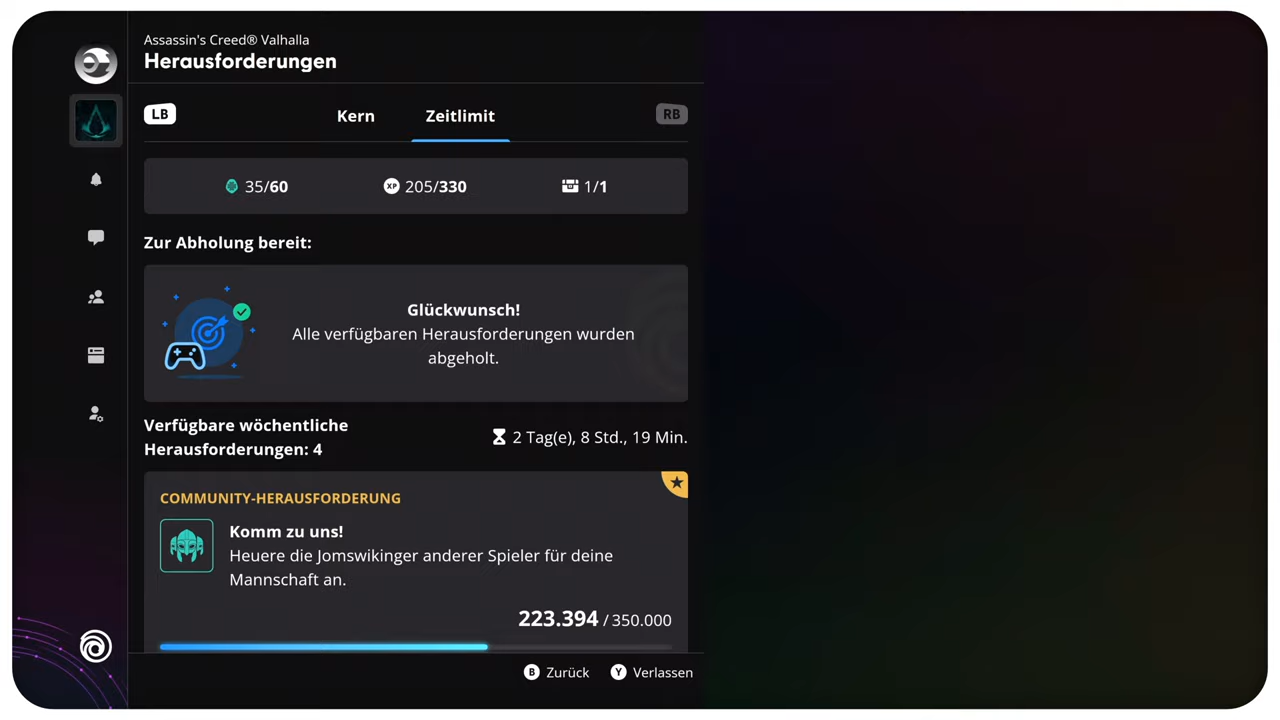 Assassin's Creed® Valhalla
Herausforderungen
LB
Kern
Zeitlimit
RB
35/60
XP 205/330
1/1
Zur Abholung bereit:
Glückwunsch!
Alle verfügbaren Herausforderungen wurden
abgeholt.
Verfügbare wöchentliche
Herausforderungen: 4
2 Tag(e), 8 Std., 19 Min.
COMMUNITY-HERAUSFORDERUNG
Komm zu uns!
Heuere die Jomswikinger anderer Spieler für deine
Mannschaft an.
223.394 / 350.000
B Zurück
Y Verlassen